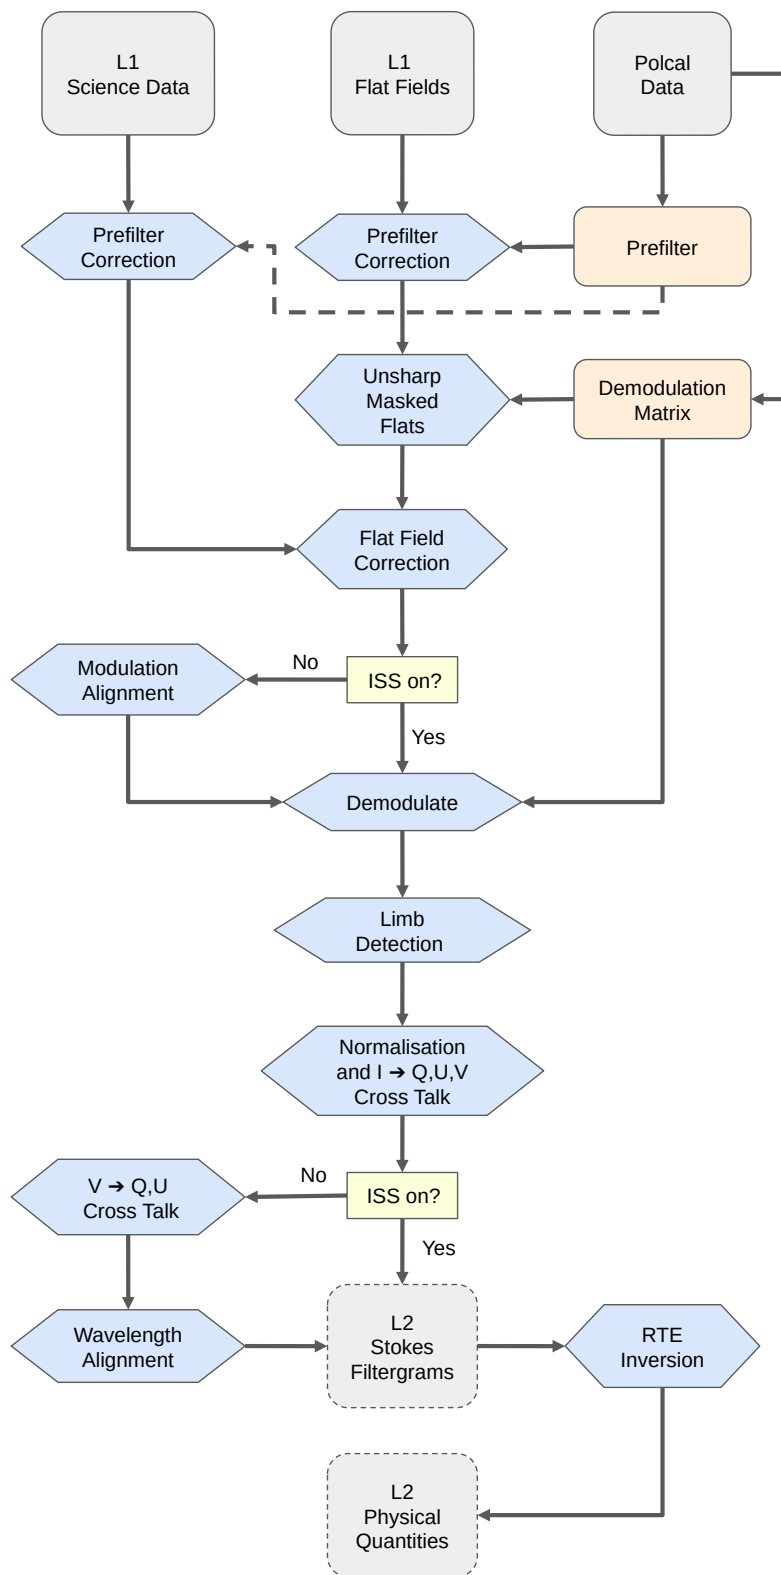 L1
Science Data
L1
Flat Fields
Polcal
Data
Prefilter
Correction
Prefilter
Correction
Prefilter
Unsharp
Masked
Flats
Demodulation
Matrix
Flat Field
Correction
Modulation
Alignment
No
ISS on?
Yes
Demodulate
Limb
Detection
Normalisation
and I ➔ Q,U,V
Cross Talk
V ➔ Q,U
Cross Talk
No
ISS on?
Yes
Wavelength
Alignment
L2
Stokes
Filtergrams
RTE
Inversion
L2
Physical
Quantities